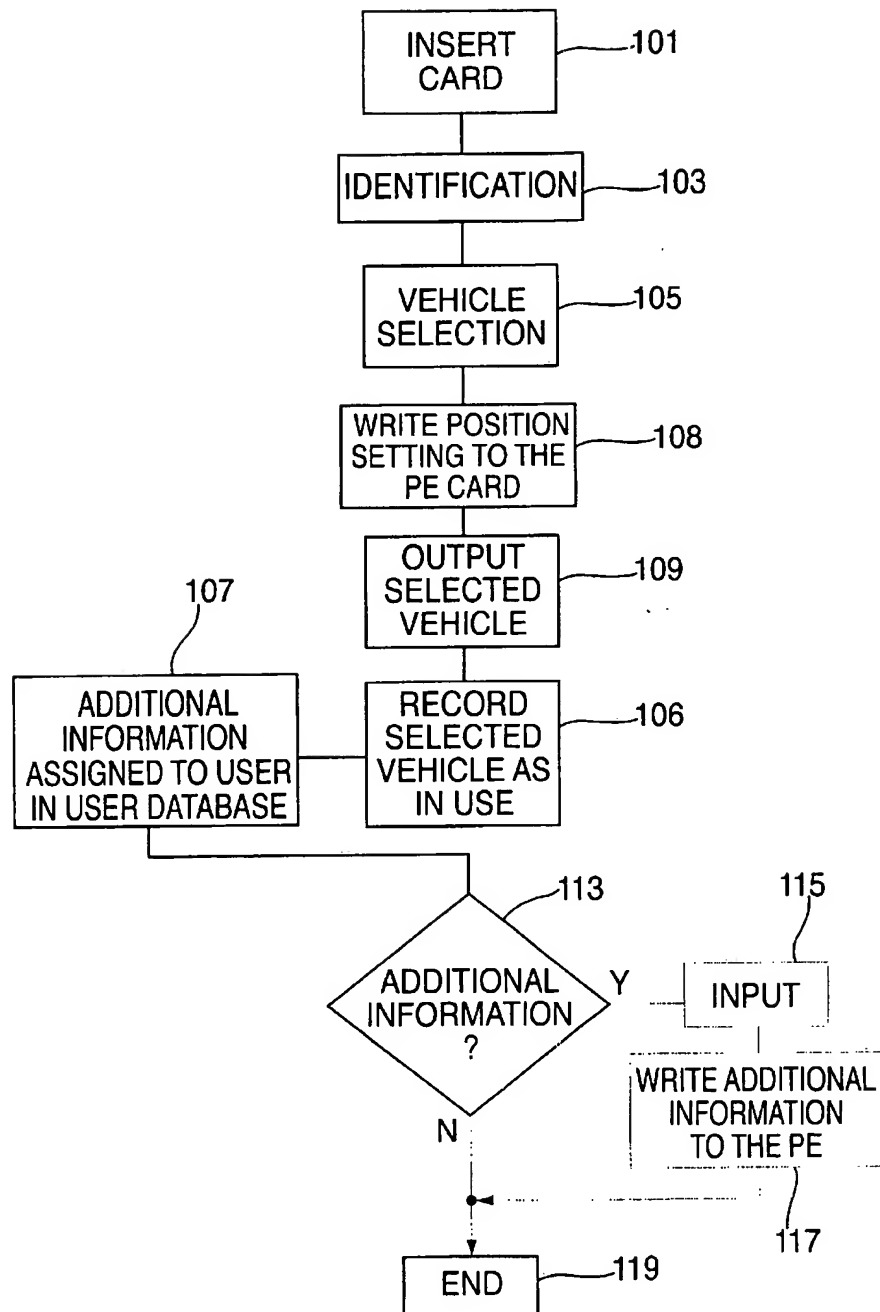 INSERT
CARD
101
IDENTIFICATION
103
VEHICLE
SELECTION
105
WRITE POSITION
SETTING TO THE
PE CARD
108
OUTPUT
SELECTED
VEHICLE
109
107
ADDITIONAL
INFORMATION
ASSIGNED TO USER
IN USER DATABASE
RECORD
SELECTED
VEHICLE AS
IN USE
106
113
ADDITIONAL
INFORMATION
?
Y
N
115
INPUT
WRITE ADDITIONAL
INFORMATION
TO THE PE
117
END
119